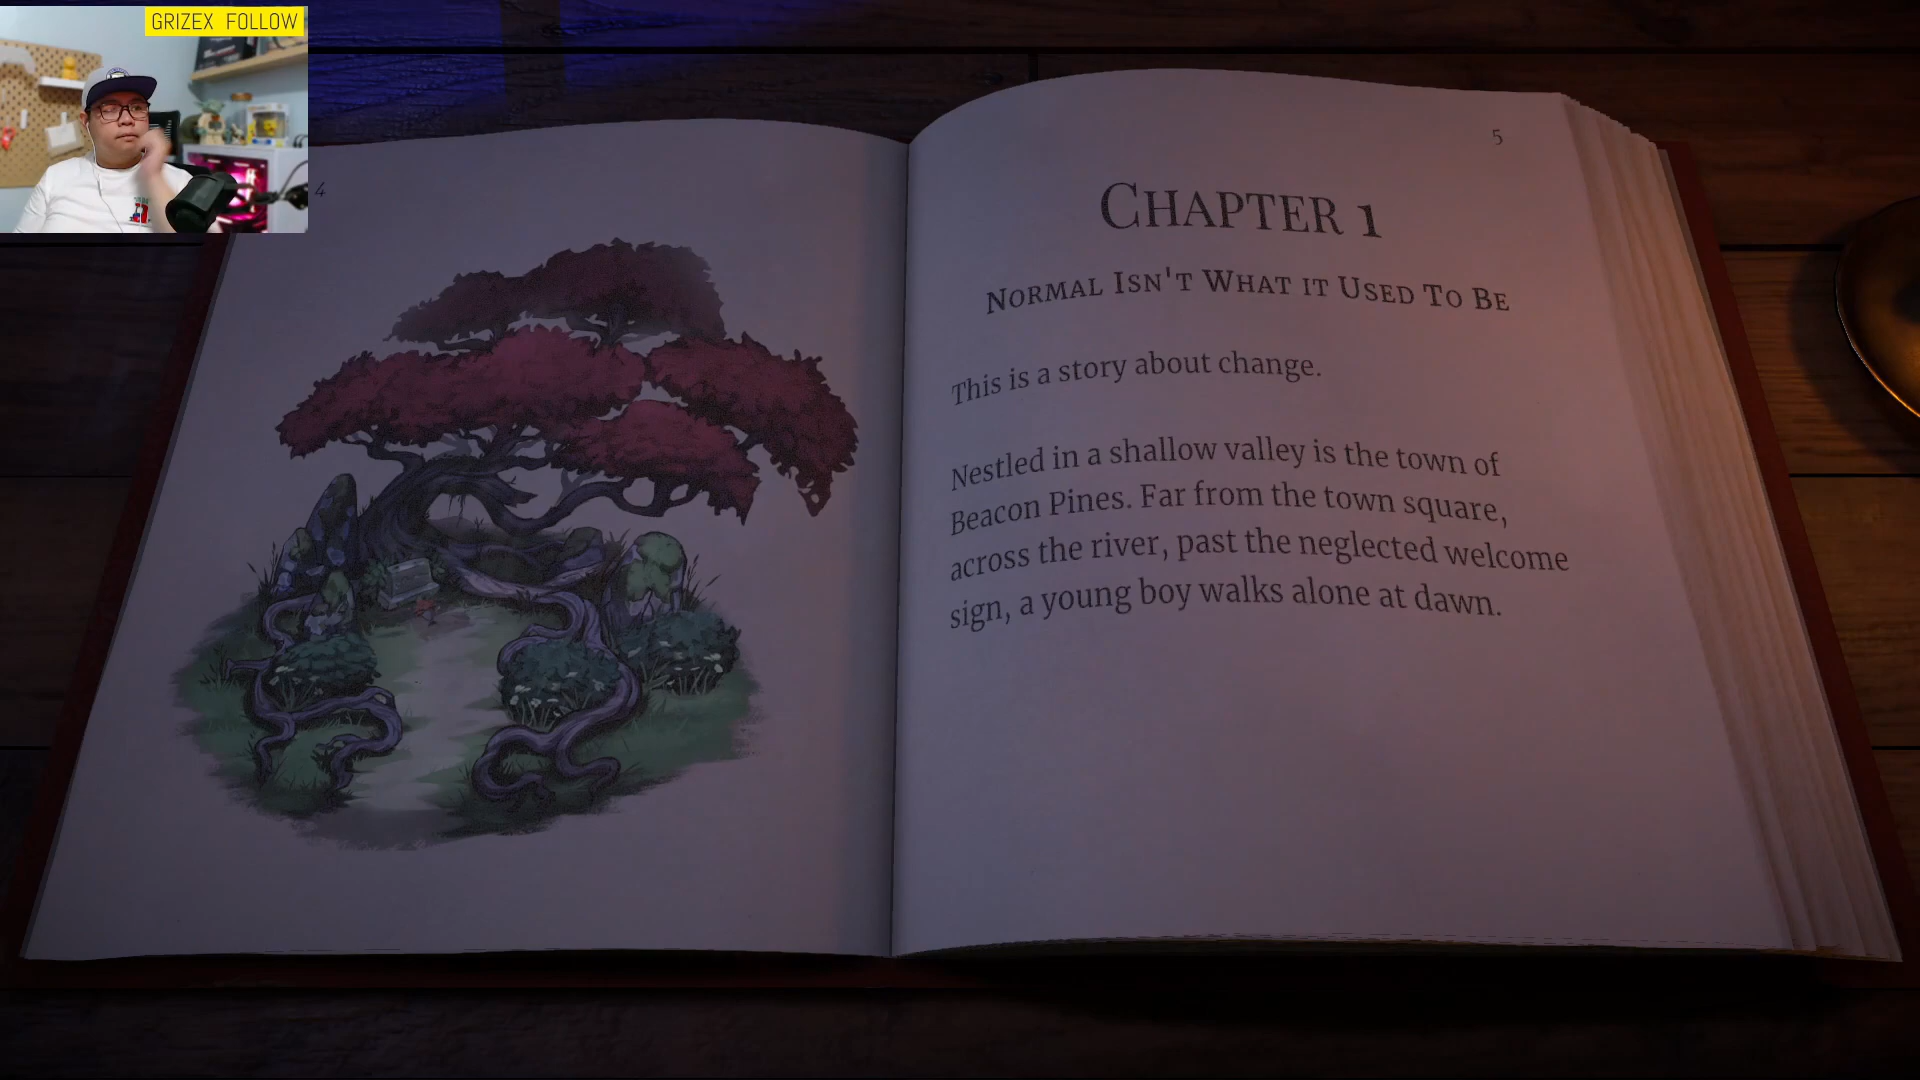 GRIZEX FOLLOW
4
5
CHAPTER 1
NORMAL ISN'T WHAT IT USED TO BE
This is a story about change.
Nestled in a shallow valley is the town of
Beacon Pines. Far from the town square,
across the river, past the neglected welcome
sign, a young boy walks alone at dawn.